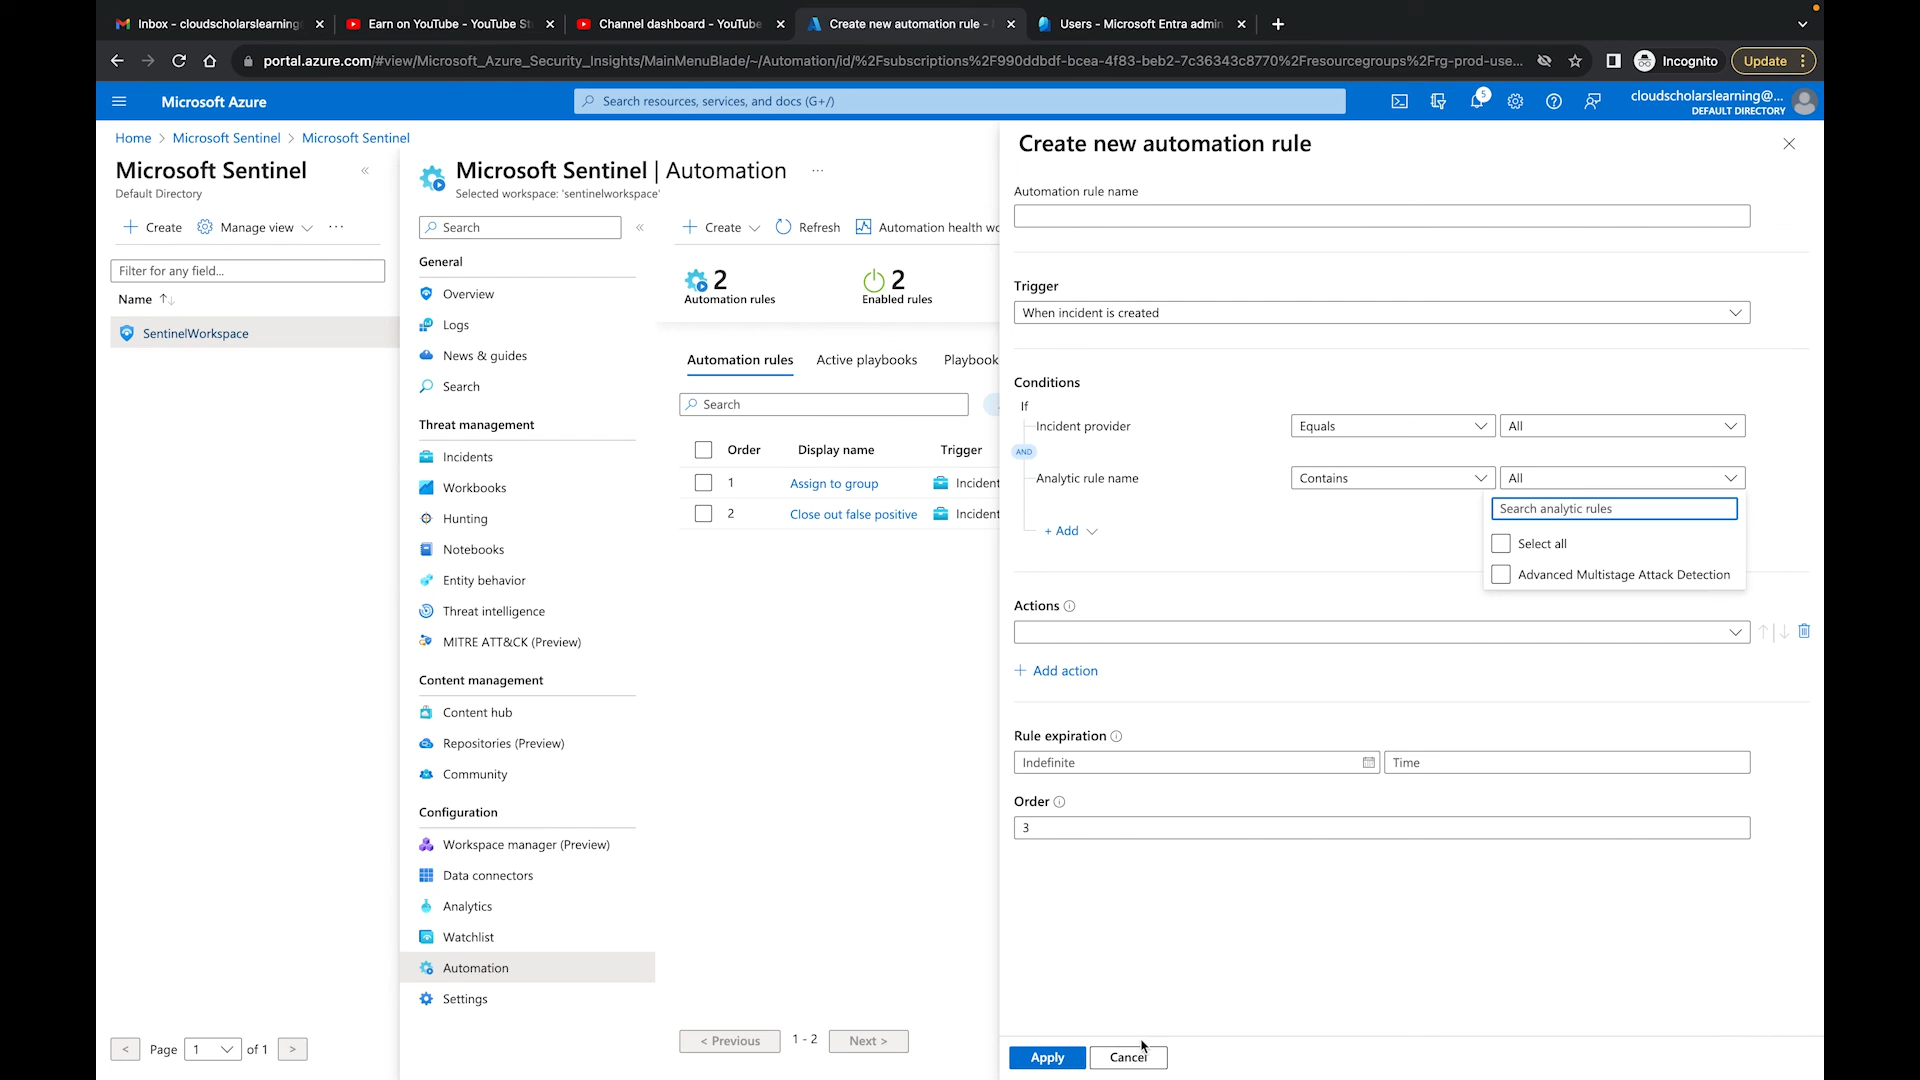 Inbox - cloudscholarslearning
Earn on YouTube - YouTube St
Channel dashboard - YouTube
Create new automation rule -
Users - Microsoft Entra admin
portal.azure.com/#view/Microsoft_Azure_Security_Insights/MainMenuBlade/~/Automation/id/%2Fsubscriptions%2F990ddbdf-bcea-4f83-beb2-7c36343c8770%2Fresourcegroups%2Frg-prod-use...
Incognito
Update
Microsoft Azure
Search resources, services, and docs (G+/)
5
cloudscholarslearning@...
DEFAULT DIRECTORY
Home > Microsoft Sentinel > Microsoft Sentinel
Microsoft Sentinel
Default Directory
Create
Manage view
Filter for any field...
Name
SentinelWorkspace
< Page 1 of 1 >
Microsoft Sentinel | Automation
Selected workspace: 'sentinelworkspace'
Search
General
Overview
Logs
News & guides
Search
Threat management
Incidents
Workbooks
Hunting
Notebooks
Entity behavior
Threat intelligence
MITRE ATT&CK (Preview)
Content management
Content hub
Repositories (Preview)
Community
Configuration
Workspace manager (Preview)
Data connectors
Analytics
Watchlist
Automation
Settings
Create
Refresh
Automation health wo
2
Automation rules
2
Enabled rules
Automation rules
Active playbooks
Playbook
Search
Order
Display name
Trigger
1
Assign to group
Incident
2
Close out false positive
Incident
< Previous
1 - 2
Next >
Create new automation rule
Automation rule name
Trigger
When incident is created
Conditions
If
Incident provider
Equals
All
AND
Analytic rule name
Contains
All
Search analytic rules
Select all
Advanced Multistage Attack Detection
+ Add
Actions
+ Add action
Rule expiration
Indefinite
Time
Order
3
Apply
Cancel